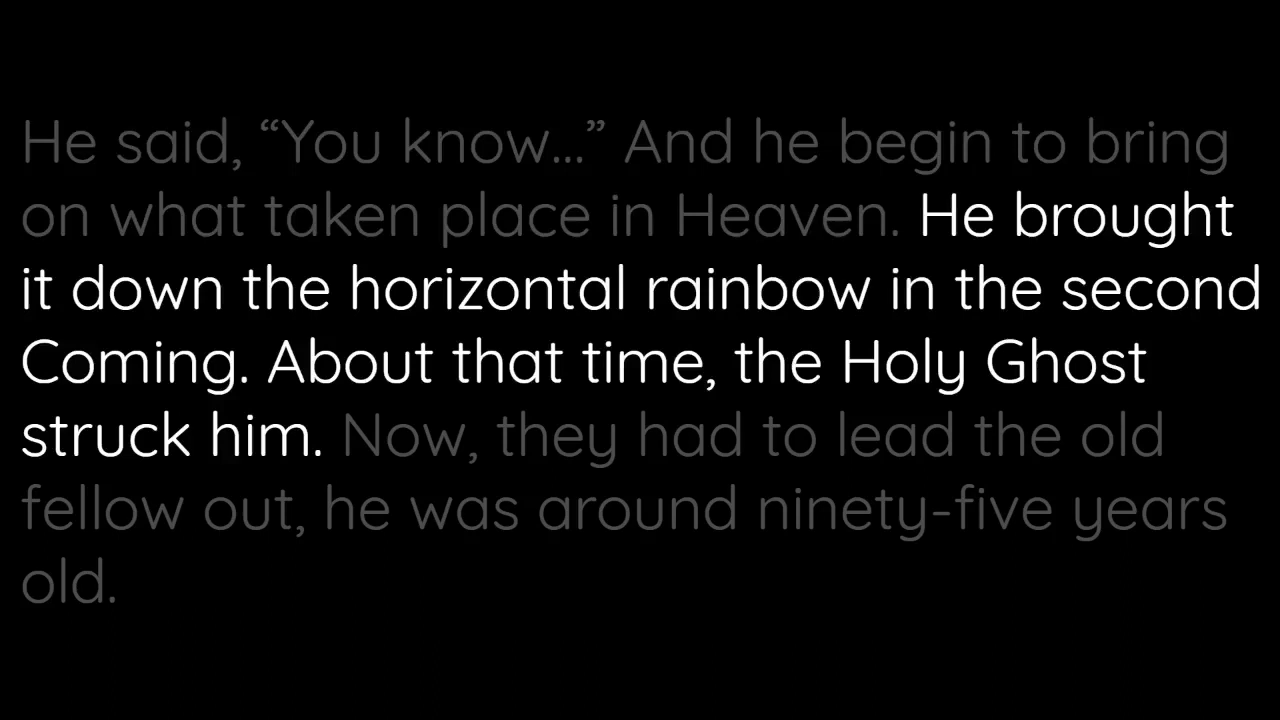 He said, “You know...” And he begin to bring
on what taken place in Heaven. He brought
it down the horizontal rainbow in the second
Coming. About that time, the Holy Ghost
struck him. Now, they had to lead the old
fellow out, he was around ninety-five years
old.